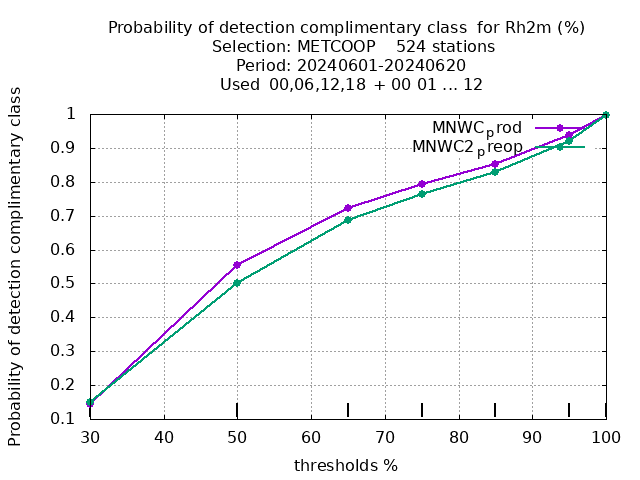 Probability of detection complimentary class  for Rh2m (%)
Selection: METCOOP    524 stations
Period: 20240601-20240620
Used  00,06,12,18  + 00 01 ... 12
Probability of detection complimentary class
MNWCprod
MNWC2preop
1
0.9
0.8
0.7
0.6
0.5
0.4
0.3
0.2
0.1
30 40 50 60 70 80 90 100
thresholds %